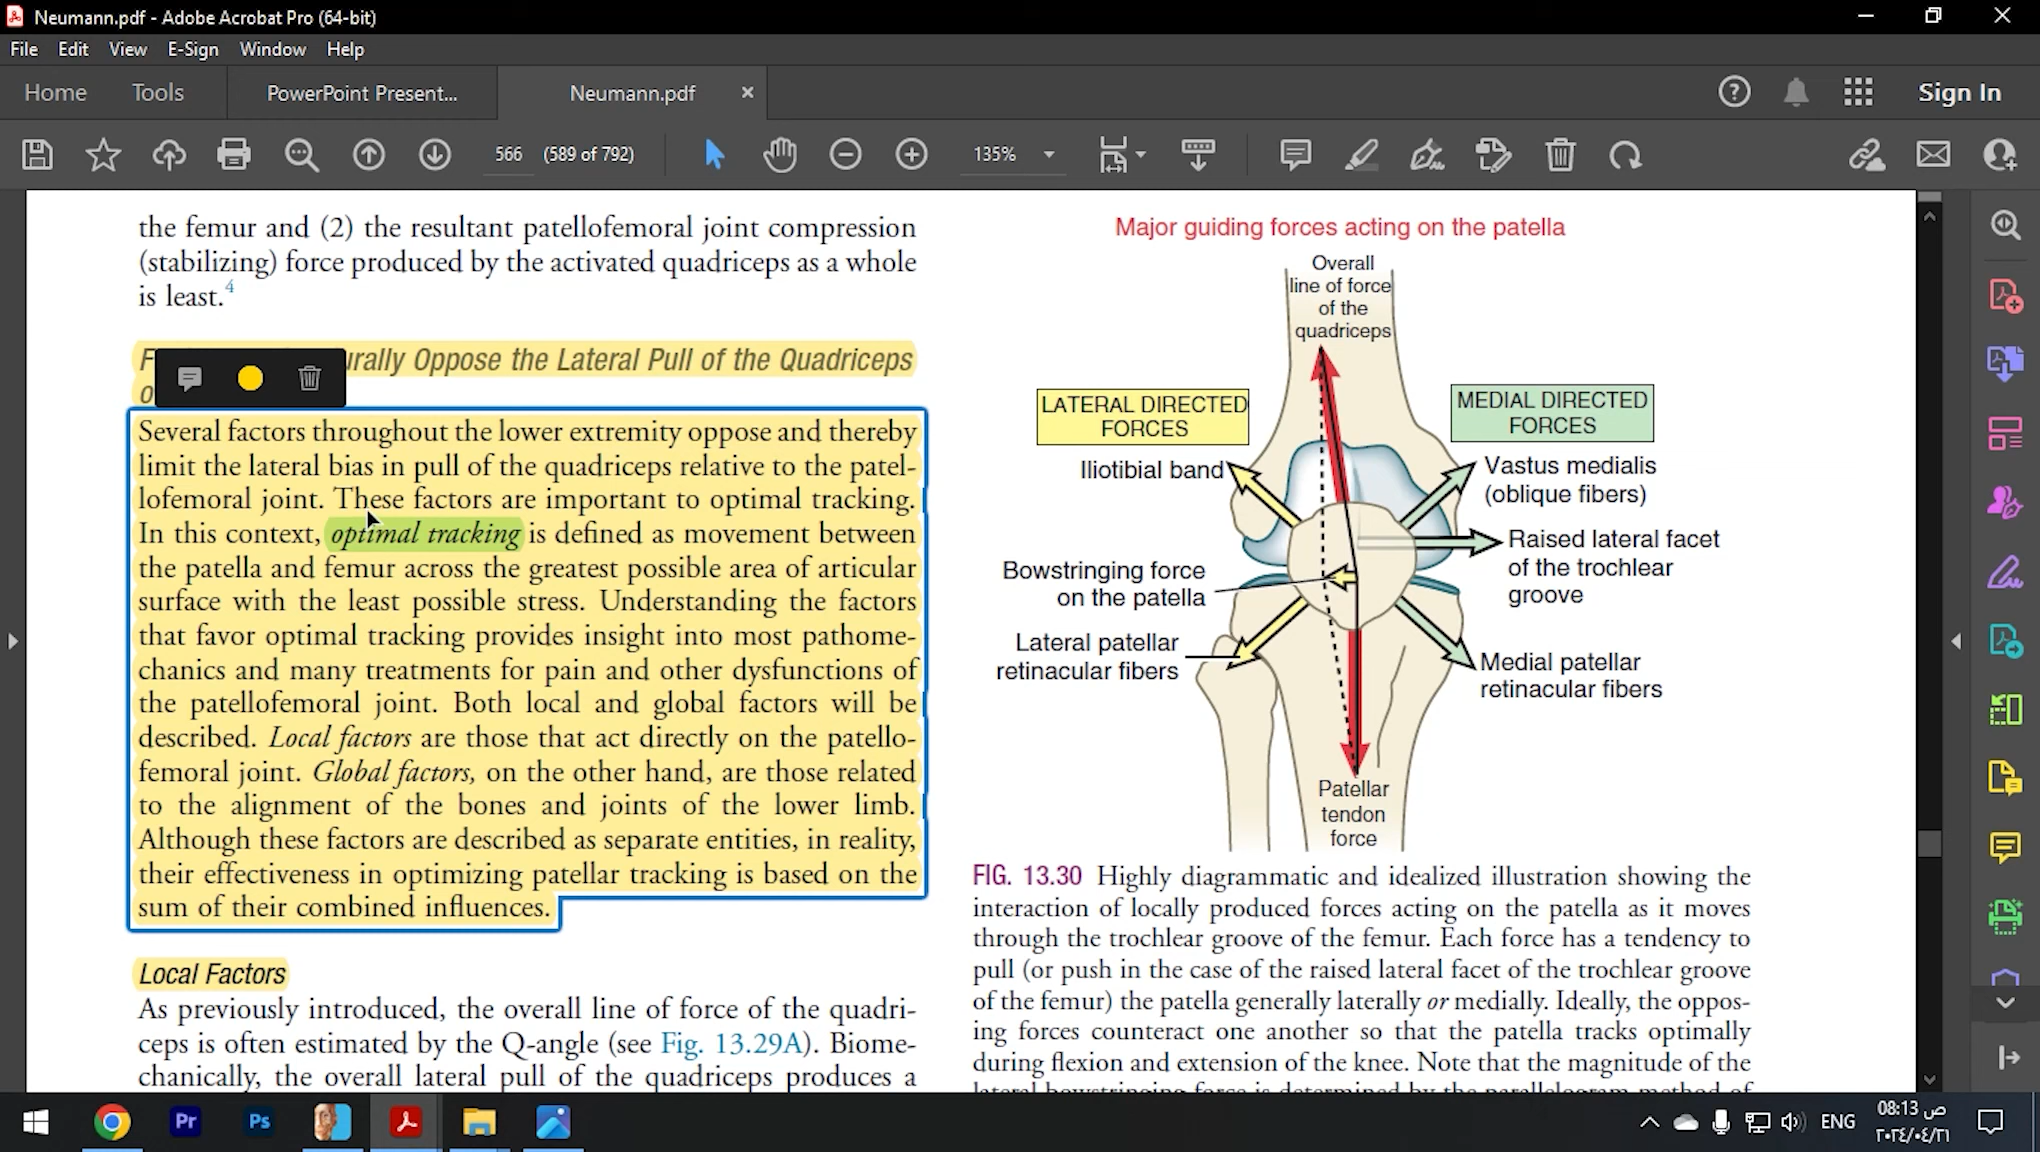 Neumann.pdf - Adobe Acrobat Pro (64-bit)
File Edit View E-Sign Window Help
Home Tools PowerPoint Present... Neumann.pdf × Sign In
566 (589 of 792) 135%
the femur and (2) the resultant patellofemoral joint compression
(stabilizing) force produced by the activated quadriceps as a whole
is least.4
urally Oppose the Lateral Pull of the Quadriceps
Several factors throughout the lower extremity oppose and thereby
limit the lateral bias in pull of the quadriceps relative to the patel-
lofemoral joint. These factors are important to optimal tracking.
In this context, optimal tracking is defined as movement between
the patella and femur across the greatest possible area of articular
surface with the least possible stress. Understanding the factors
that favor optimal tracking provides insight into most pathome-
chanics and many treatments for pain and other dysfunctions of
the patellofemoral joint. Both local and global factors will be
described. Local factors are those that act directly on the patello-
femoral joint. Global factors, on the other hand, are those related
to the alignment of the bones and joints of the lower limb.
Although these factors are described as separate entities, in reality,
their effectiveness in optimizing patellar tracking is based on the
sum of their combined influences.
Local Factors
As previously introduced, the overall line of force of the quadri-
ceps is often estimated by the Q-angle (see Fig. 13.29A). Biome-
chanically, the overall lateral pull of the quadriceps produces a
Major guiding forces acting on the patella
Overall
line of force
of the
quadriceps
LATERAL DIRECTED
FORCES
MEDIAL DIRECTED
FORCES
Iliotibial band
Vastus medialis
(oblique fibers)
Raised lateral facet
of the trochlear
groove
Bowstringing force
on the patella
Lateral patellar
retinacular fibers
Medial patellar
retinacular fibers
Patellar
tendon
force
FIG. 13.30 Highly diagrammatic and idealized illustration showing the
interaction of locally produced forces acting on the patella as it moves
through the trochlear groove of the femur. Each force has a tendency to
pull (or push in the case of the raised lateral facet of the trochlear groove
of the femur) the patella generally laterally or medially. Ideally, the oppos-
ing forces counteract one another so that the patella tracks optimally
during flexion and extension of the knee. Note that the magnitude of the
lateral bowstringing force is determined by the parallelogram method of
Pr Ps ENG
08:13 ص
٢٠٢٤/٠٤/٢١